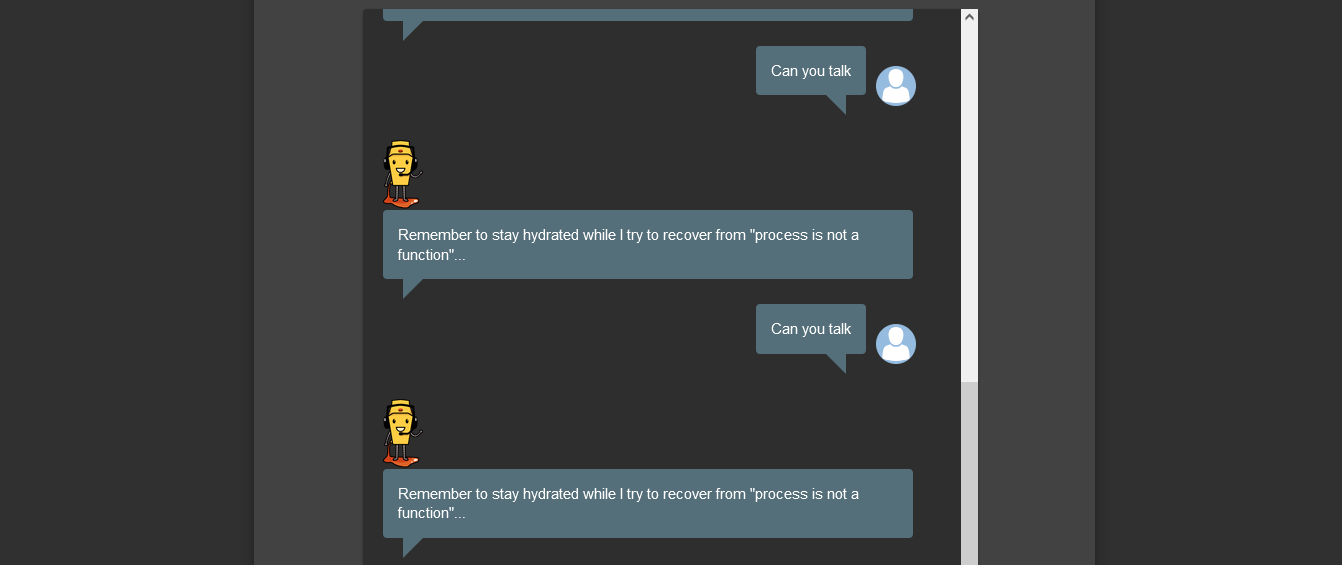 Can you talk
Remember to stay hydrated while I try to recover from "process is not a
function"...
Can you talk
Remember to stay hydrated while I try to recover from "process is not a
function"...